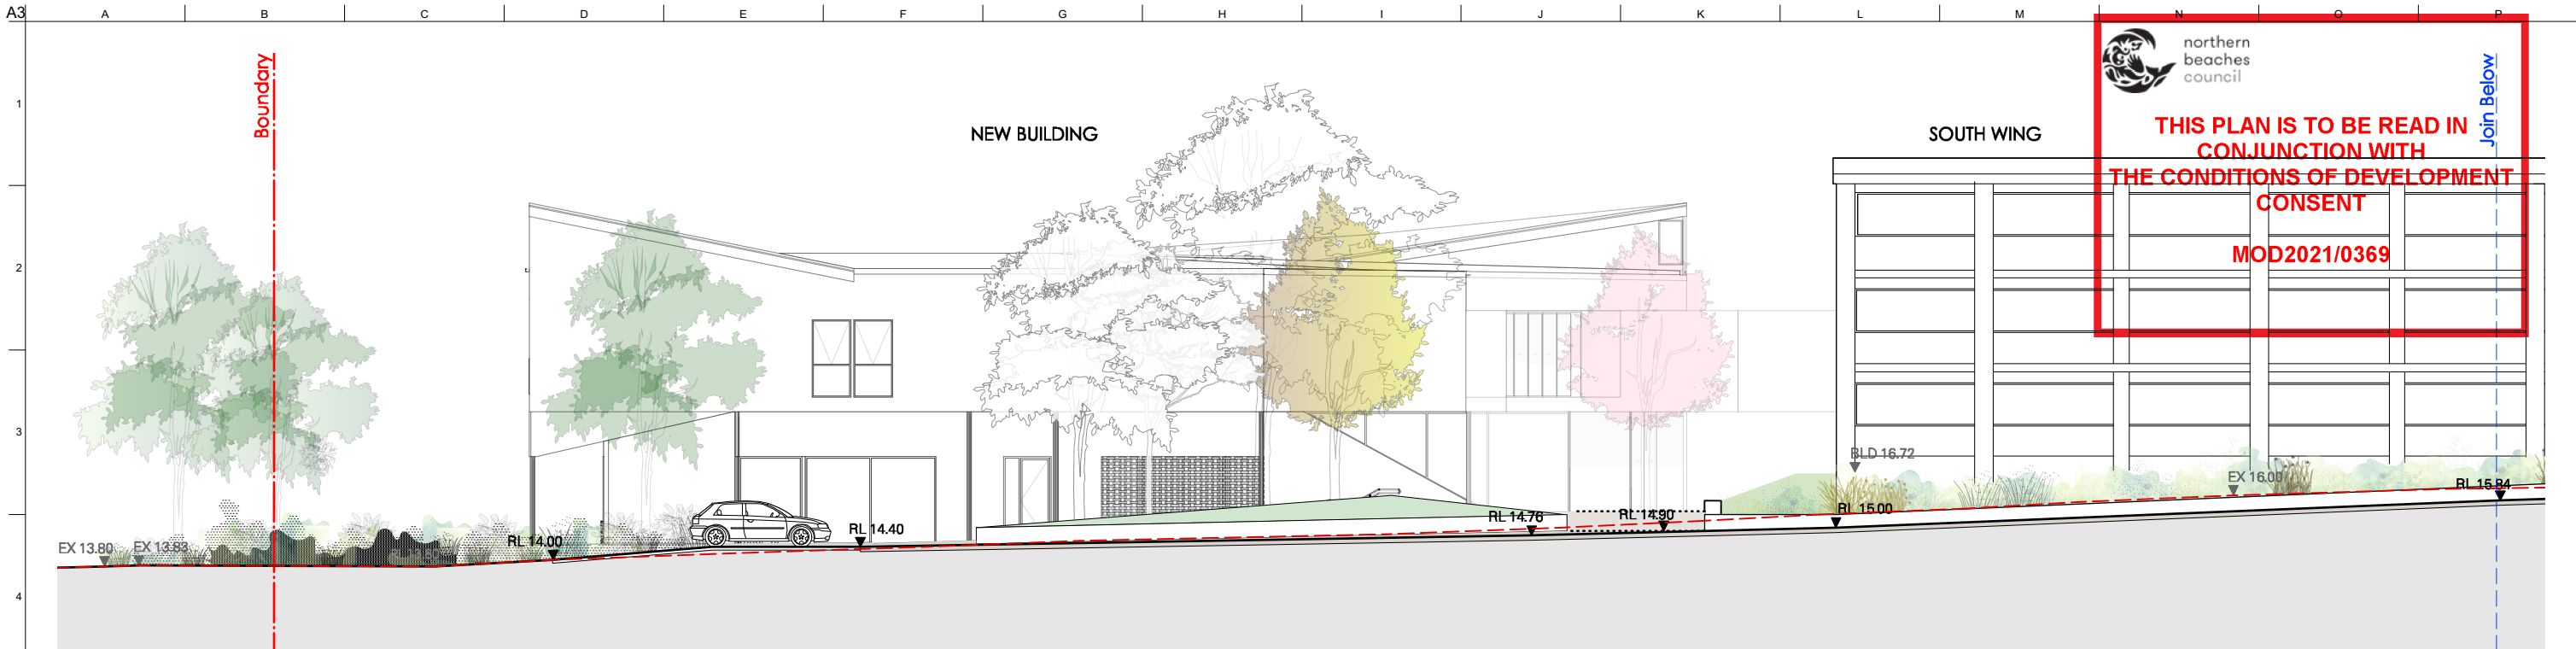 A3 A B C D E F G H I J K L M N O P
Boundary
northern
beaches
council
Join Below
1
NEW BUILDING
SOUTH WING
THIS PLAN IS TO BE READ IN
CONJUNCTION WITH
THE CONDITIONS OF DEVELOPMENT
CONSENT
MOD2021/0369
2
3
BLD 16.72
EX 16.00
RL 15.84
RL 15.00
RL 14.90
RL 14.76
RL 14.40
RL 14.00
EX 13.80
EX 13.83
4